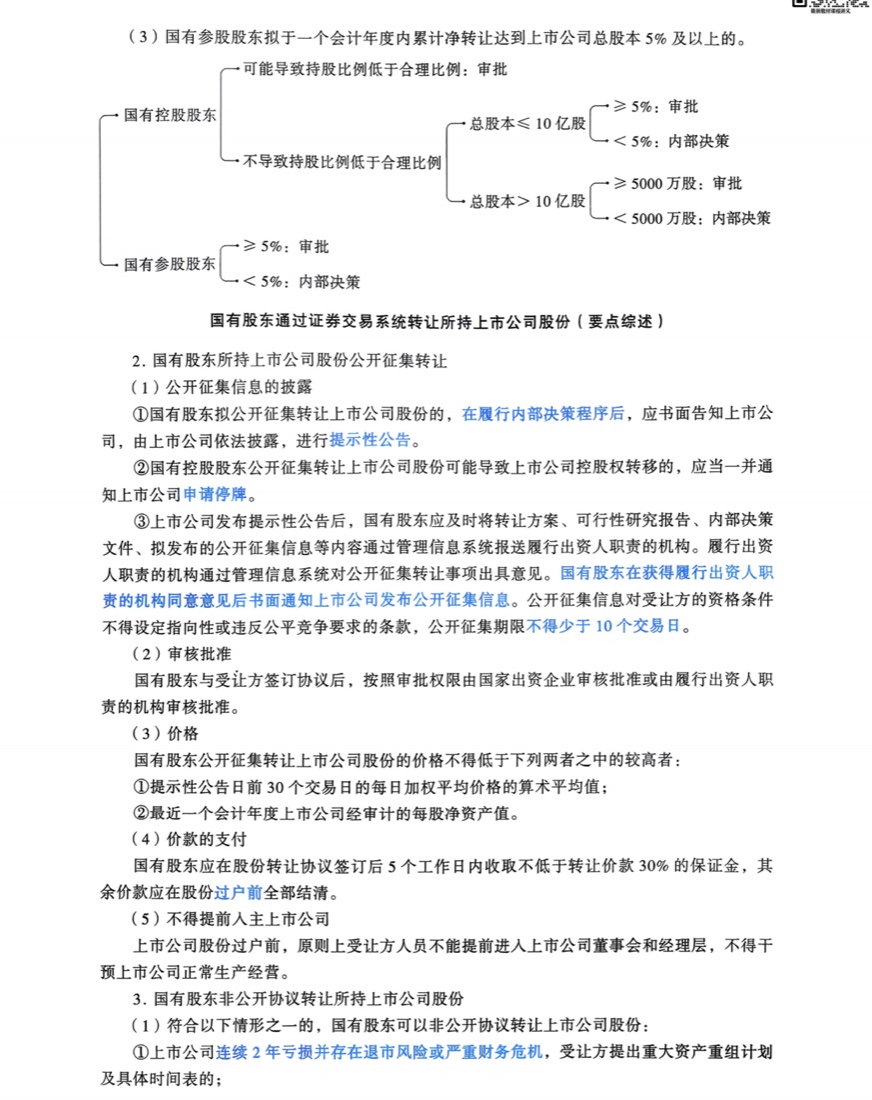 （3）国有参股股东拟于一个会计年度内累计净转让达到上市公司总股本 5% 及以上的。
可能导致持股比例低于合理比例：审批
国有控股股东
不导致持股比例低于合理比例
总股本≤ 10 亿股
≥ 5%：审批
< 5%：内部决策
总股本> 10 亿股
≥ 5000 万股：审批
< 5000 万股：内部决策
国有参股股东
≥ 5%：审批
< 5%：内部决策
国有股东通过证券交易系统转让所持上市公司股份（要点综述）
2. 国有股东所持上市公司股份公开征集转让
（1）公开征集信息的披露
①国有股东拟公开征集转让上市公司股份的，在履行内部决策程序后，应书面告知上市公
司，由上市公司依法披露，进行提示性公告。
②国有控股股东公开征集转让上市公司股份可能导致上市公司控股权转移的，应当一并通
知上市公司申请停牌。
③上市公司发布提示性公告后，国有股东应及时将转让方案、可行性研究报告、内部决策
文件、拟发布的公开征集信息等内容通过管理信息系统报送履行出资人职责的机构。履行出资
人职责的机构通过管理信息系统对公开征集转让事项出具意见。国有股东在获得履行出资人职
责的机构同意意见后书面通知上市公司发布公开征集信息。公开征集信息对受让方的资格条件
不得设定指向性或违反公平竞争要求的条款，公开征集期限不得少于 10 个交易日。
（2）审核批准
国有股东与受让方签订协议后，按照审批权限由国家出资企业审核批准或由履行出资人职
责的机构审核批准。
（3）价格
国有股东公开征集转让上市公司股份的价格不得低于下列两者之中的较高者：
①提示性公告日前 30 个交易日的每日加权平均价格的算术平均值；
②最近一个会计年度上市公司经审计的每股净资产值。
（4）价款的支付
国有股东应在股份转让协议签订后 5 个工作日内收取不低于转让价款 30% 的保证金，其
余价款应在股份过户前全部结清。
（5）不得提前入主上市公司
上市公司股份过户前，原则上受让方人员不能提前进入上市公司董事会和经理层，不得干
预上市公司正常生产经营。
3. 国有股东非公开协议转让所持上市公司股份
（1）符合以下情形之一的，国有股东可以非公开协议转让上市公司股份：
①上市公司连续 2 年亏损并存在退市风险或严重财务危机，受让方提出重大资产重组计划
及具体时间表的；